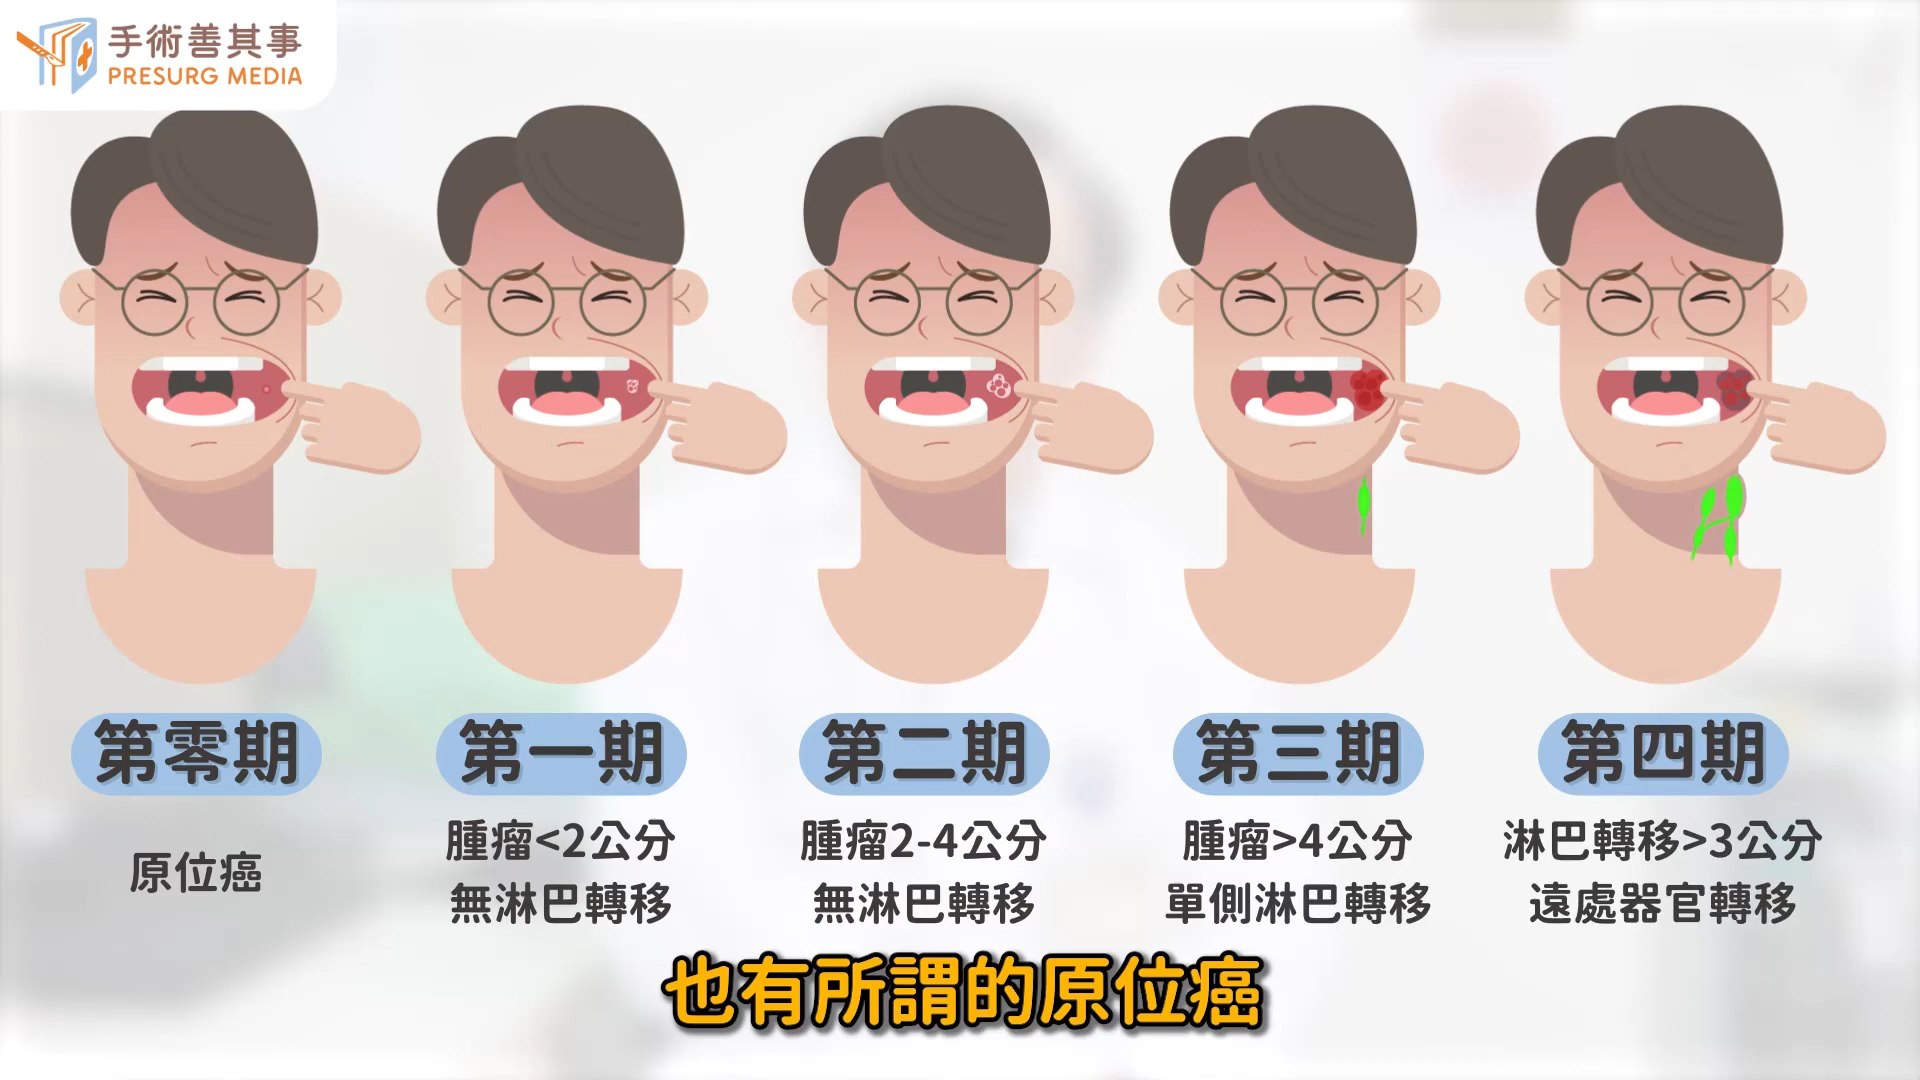 手術善其事
PRESURG MEDIA
第零期
原位癌
第一期
腫瘤<2公分
無淋巴轉移
第二期
腫瘤2-4公分
無淋巴轉移
第三期
腫瘤>4公分
單側淋巴轉移
第四期
淋巴轉移>3公分
遠處器官轉移
也有所謂的原位癌